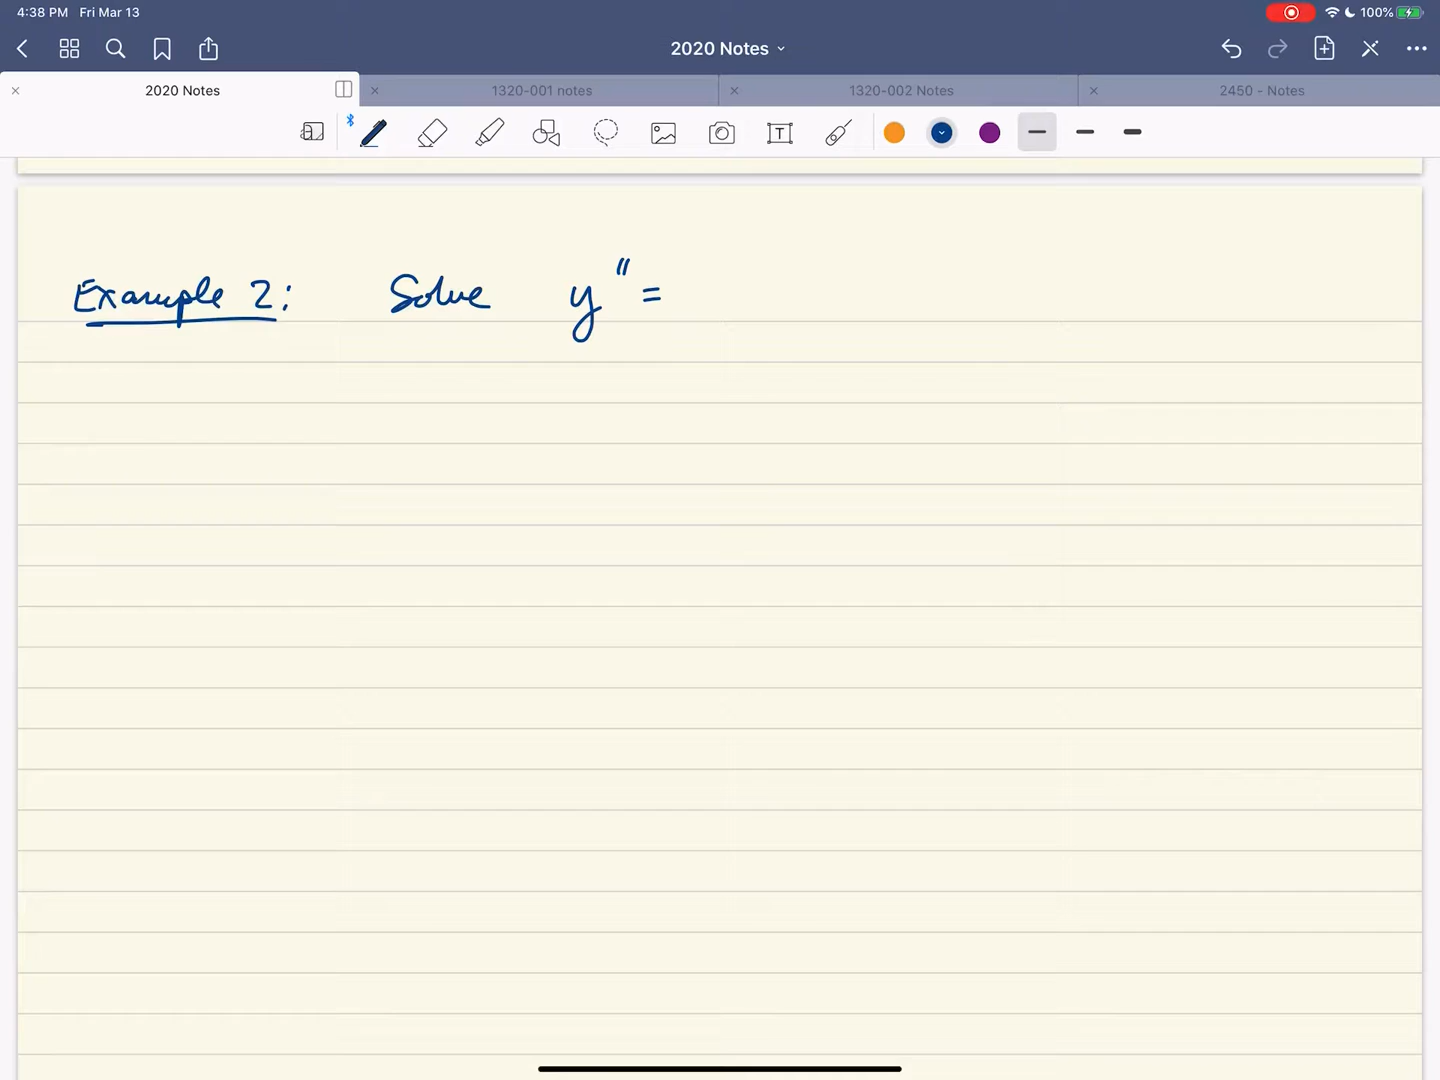 4:38 PM Fri Mar 13 100%
2020 Notes
2020 Notes 1320-001 notes 1320-002 Notes 2450 - Notes
Example 2: Solve y" =